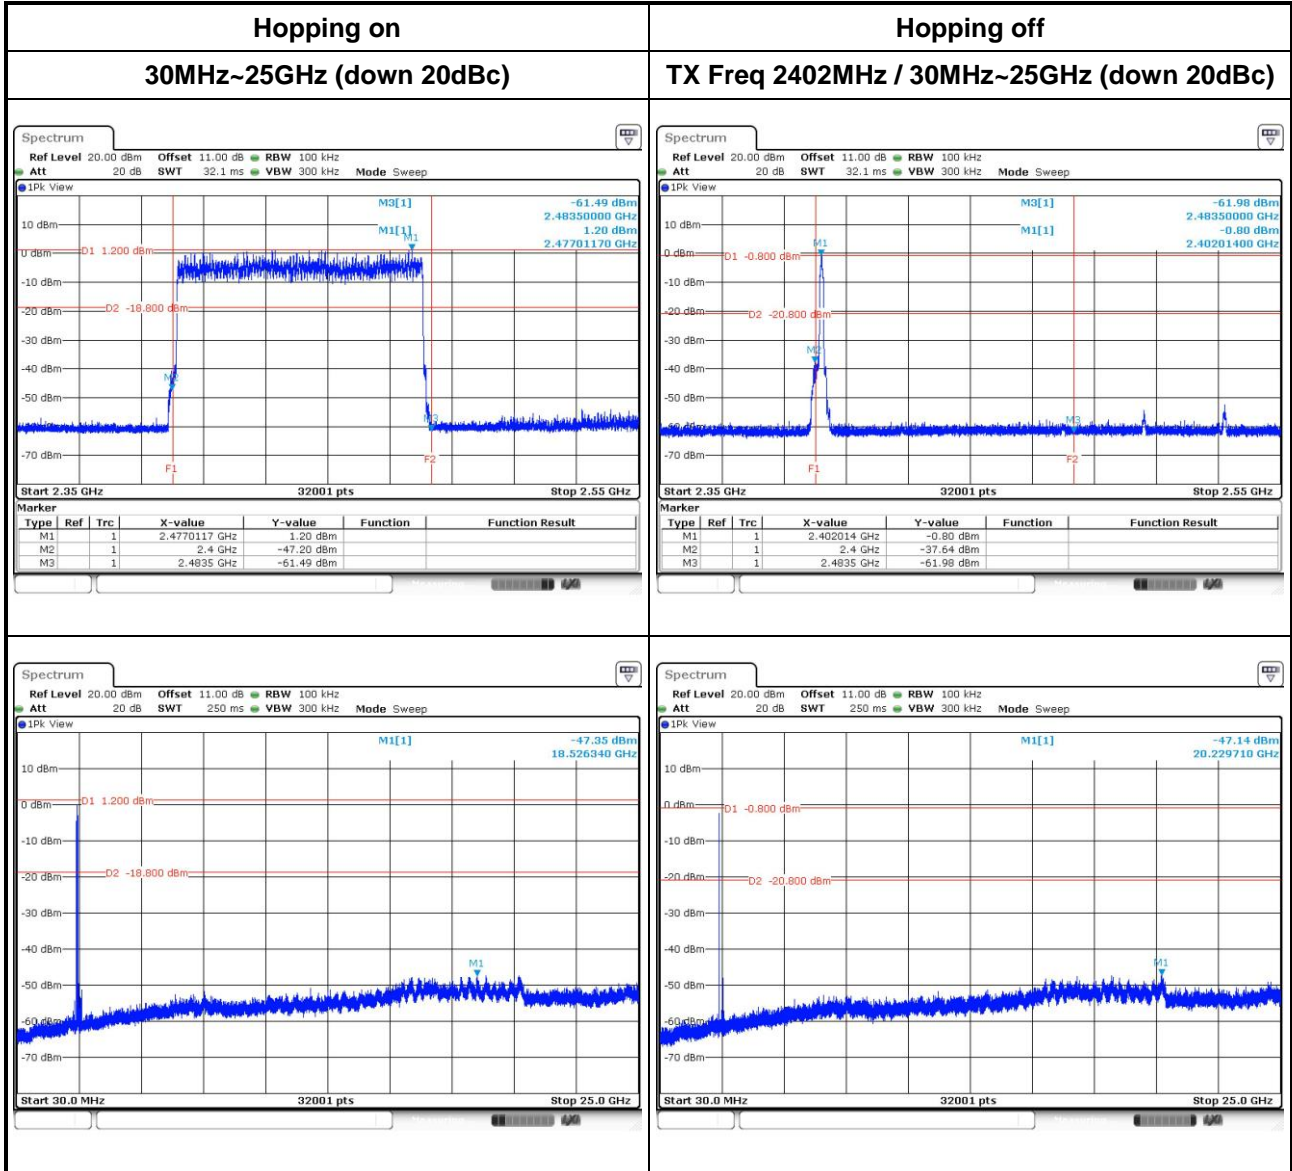 Hopping on
Hopping off
30MHz~25GHz (down 20dBc)
TX Freq 2402MHz / 30MHz~25GHz (down 20dBc)
Spectrum
Ref Level 20.00 dBm Offset 11.00 dB RBW 100 kHz
Att 20 dB SWT 32.1 ms VBW 300 kHz Mode Sweep
1Pk View
M3[1] -61.49 dBm
2.48350000 GHz
10 dBm
M1[1] 1.20 dBm
M1
2.47701170 GHz
0 dBm
D1 1.200 dBm
-10 dBm
-20 dBm
D2 -18.800 dBm
-30 dBm
-40 dBm
M2
-50 dBm
M3
-70 dBm
F1
F2
Start 2.35 GHz 32001 pts Stop 2.55 GHz
Marker
Type Ref Trc X-value Y-value Function Function Result
M1 1 2.4770117 GHz 1.20 dBm
M2 1 2.4 GHz -47.20 dBm
M3 1 2.4835 GHz -61.49 dBm
Spectrum
Ref Level 20.00 dBm Offset 11.00 dB RBW 100 kHz
Att 20 dB SWT 32.1 ms VBW 300 kHz Mode Sweep
1Pk View
M3[1] -61.98 dBm
2.48350000 GHz
10 dBm
M1[1] -0.80 dBm
2.40201400 GHz
M1
0 dBm
D1 -0.800 dBm
-10 dBm
-20 dBm
D2 -20.800 dBm
-30 dBm
M2
-40 dBm
-50 dBm
M3
-70 dBm
F1
F2
Start 2.35 GHz 32001 pts Stop 2.55 GHz
Marker
Type Ref Trc X-value Y-value Function Function Result
M1 1 2.402014 GHz -0.80 dBm
M2 1 2.4 GHz -37.64 dBm
M3 1 2.4835 GHz -61.98 dBm
Spectrum
Ref Level 20.00 dBm Offset 11.00 dB RBW 100 kHz
Att 20 dB SWT 250 ms VBW 300 kHz Mode Sweep
1Pk View
M1[1] -47.35 dBm
18.526340 GHz
10 dBm
0 dBm
D1 1.200 dBm
-10 dBm
-20 dBm
D2 -18.800 dBm
-30 dBm
-40 dBm
M1
-50 dBm
-60 dBm
-70 dBm
Start 30.0 MHz 32001 pts Stop 25.0 GHz
Spectrum
Ref Level 20.00 dBm Offset 11.00 dB RBW 100 kHz
Att 20 dB SWT 250 ms VBW 300 kHz Mode Sweep
1Pk View
M1[1] -47.14 dBm
20.229710 GHz
10 dBm
0 dBm
D1 -0.800 dBm
-10 dBm
-20 dBm
D2 -20.800 dBm
-30 dBm
-40 dBm
M1
-50 dBm
-60 dBm
-70 dBm
Start 30.0 MHz 32001 pts Stop 25.0 GHz